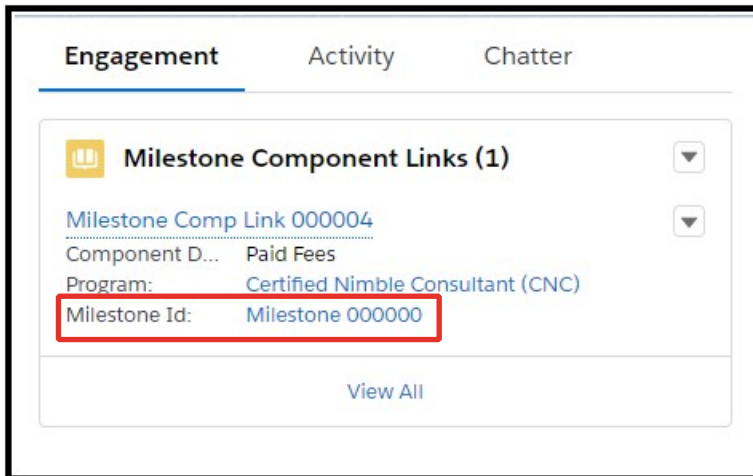 Engagement Activity Chatter
Milestone Component Links (1)
Milestone Comp Link 000004
Component D... Paid Fees
Program: Certified Nimble Consultant (CNC)
Milestone Id: Milestone 000000
View All